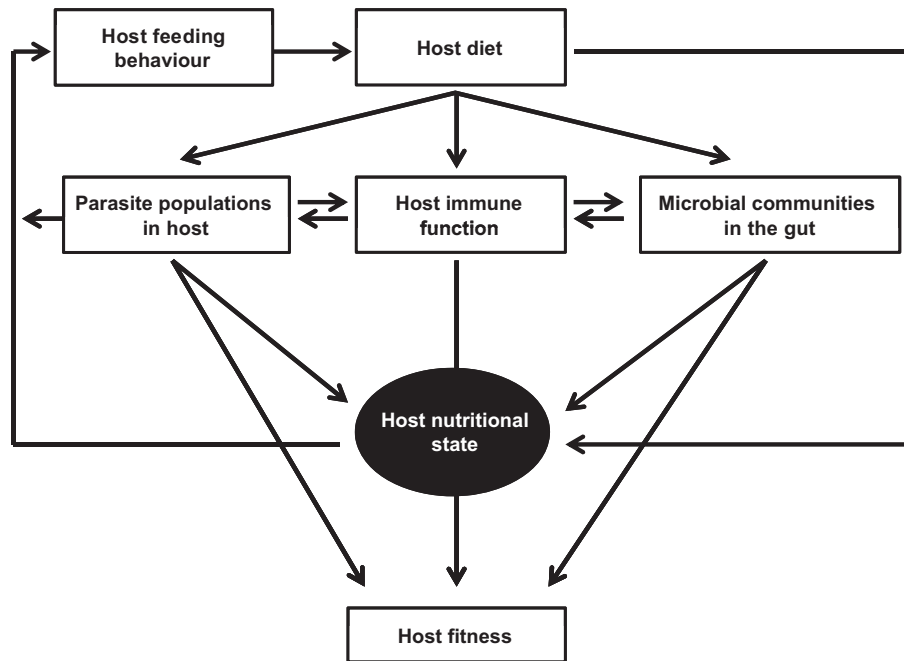 Host feeding
behaviour
Host diet
Parasite populations
in host
Host immune
function
Microbial communities
in the gut
Host nutritional
state
Host fitness